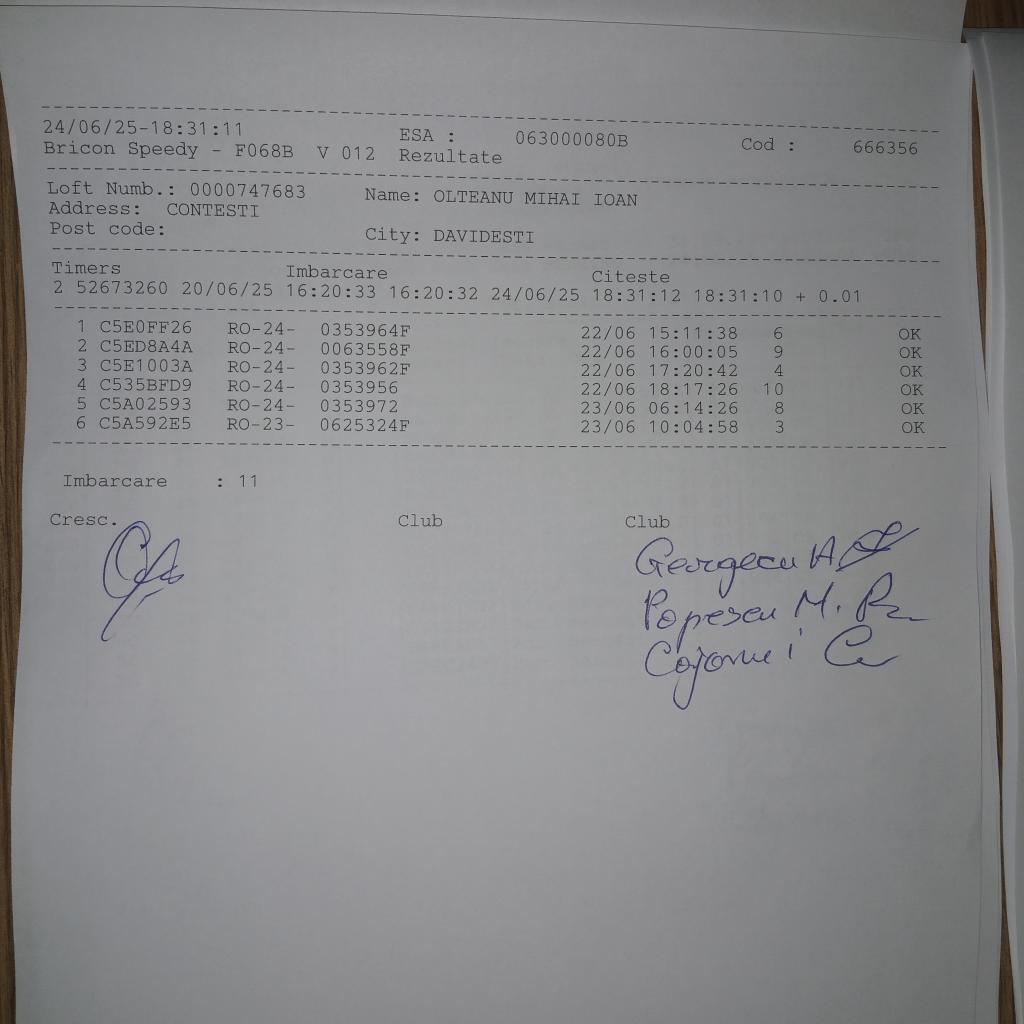 24/06/25-18:31:11 ESA : 063000080B Cod : 666356
Bricon Speedy - F068B V 012 Rezultate
Loft Numb.: 0000747683 Name: OLTEANU MIHAI IOAN
Address: CONTESTI
Post code: City: DAVIDESTI
Timers Imbarcare Citeste
2 52673260 20/06/25 16:20:33 16:20:32 24/06/25 18:31:12 18:31:10 + 0.01
1 C5E0FF26 RO-24- 0353964F 22/06 15:11:38 6 OK
2 C5ED8A4A RO-24- 0063558F 22/06 16:00:05 9 OK
3 C5E1003A RO-24- 0353962F 22/06 17:20:42 4 OK
4 C535BFD9 RO-24- 0353956 22/06 18:17:26 10 OK
5 C5A02593 RO-24- 0353972 23/06 06:14:26 8 OK
6 C5A592E5 RO-23- 0625324F 23/06 10:04:58 3 OK
Imbarcare : 11
Cresc. Club Club
Georgecu A
Popescu M.